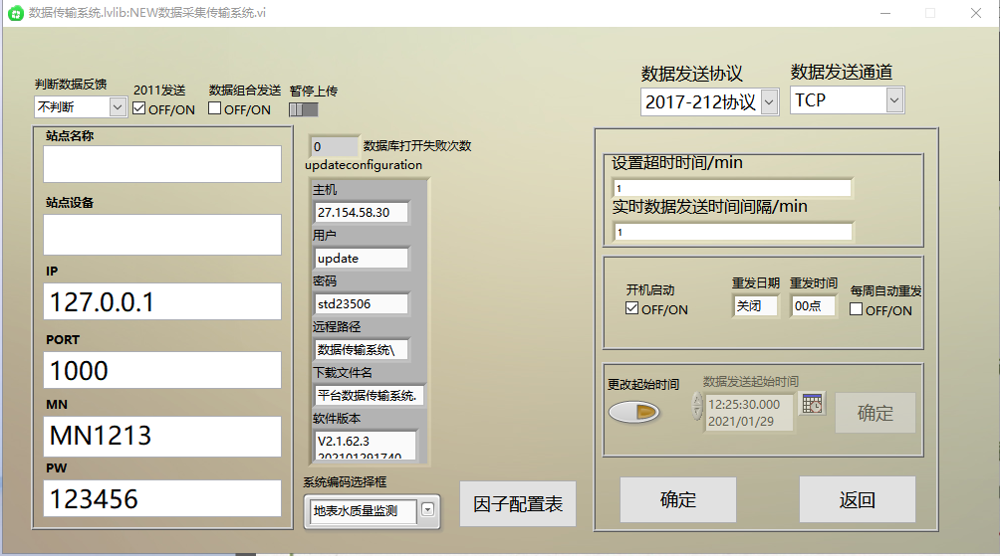 数据传输系统.lvlib:NEW数据采集传输系统.vi
判断数据反馈
不判断
2011发送
OFF/ON
数据组合发送
OFF/ON
暂停上传
数据发送协议
2017-212协议
数据发送通道
TCP
站点名称
站点设备
IP
127.0.0.1
PORT
1000
MN
MN1213
PW
123456
0
数据库打开失败次数
updateconfiguration
主机
27.154.58.30
用户
update
密码
std23506
远程路径
数据传输系统\
下载文件名
平台数据传输系统.
软件版本
V2.1.62.3
202101291740
系统编码选择框
地表水质量监测
因子配置表
设置超时时间/min
1
实时数据发送时间间隔/min
1
开机启动
OFF/ON
重发日期
关闭
重发时间
00点
每周自动重发
OFF/ON
更改起始时间
数据发送起始时间
12:25:30.000
2021/01/29
确定
确定
返回